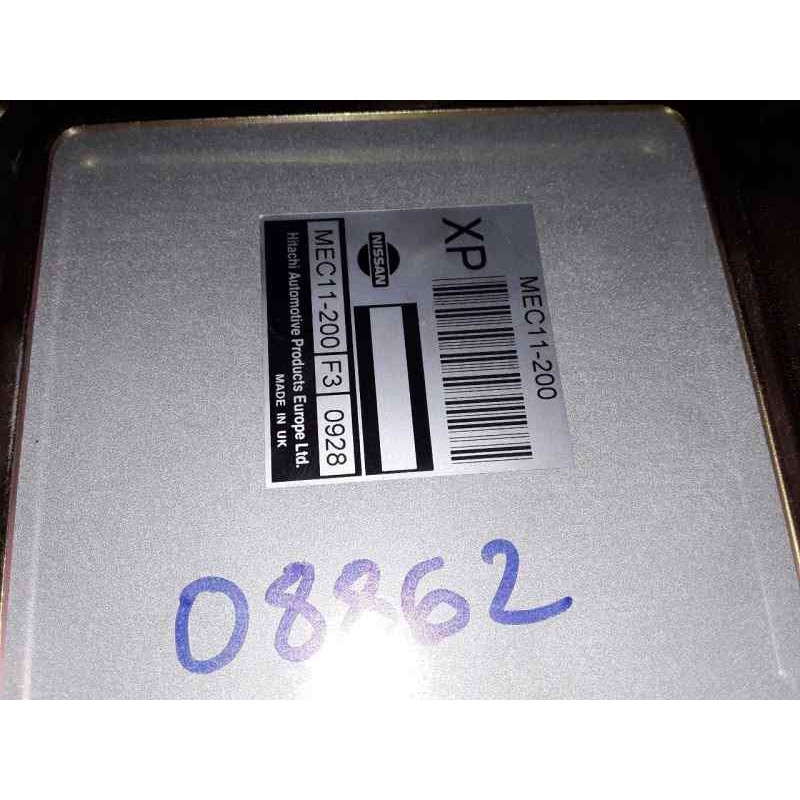 XP
MEC11-200
NISSAN
MEC11-200 F3 0928
Hitachi Automotive Products Europe Ltd.
MADE IN UK
08862